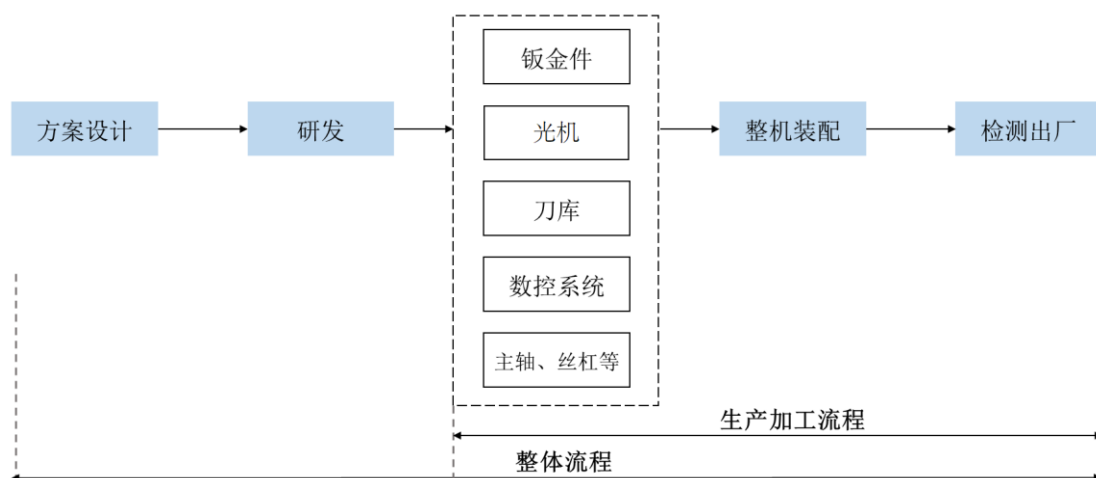 方案设计
研发
钣金件
光机
刀库
数控系统
主轴、丝杠等
整机装配
检测出厂
生产加工流程
整体流程